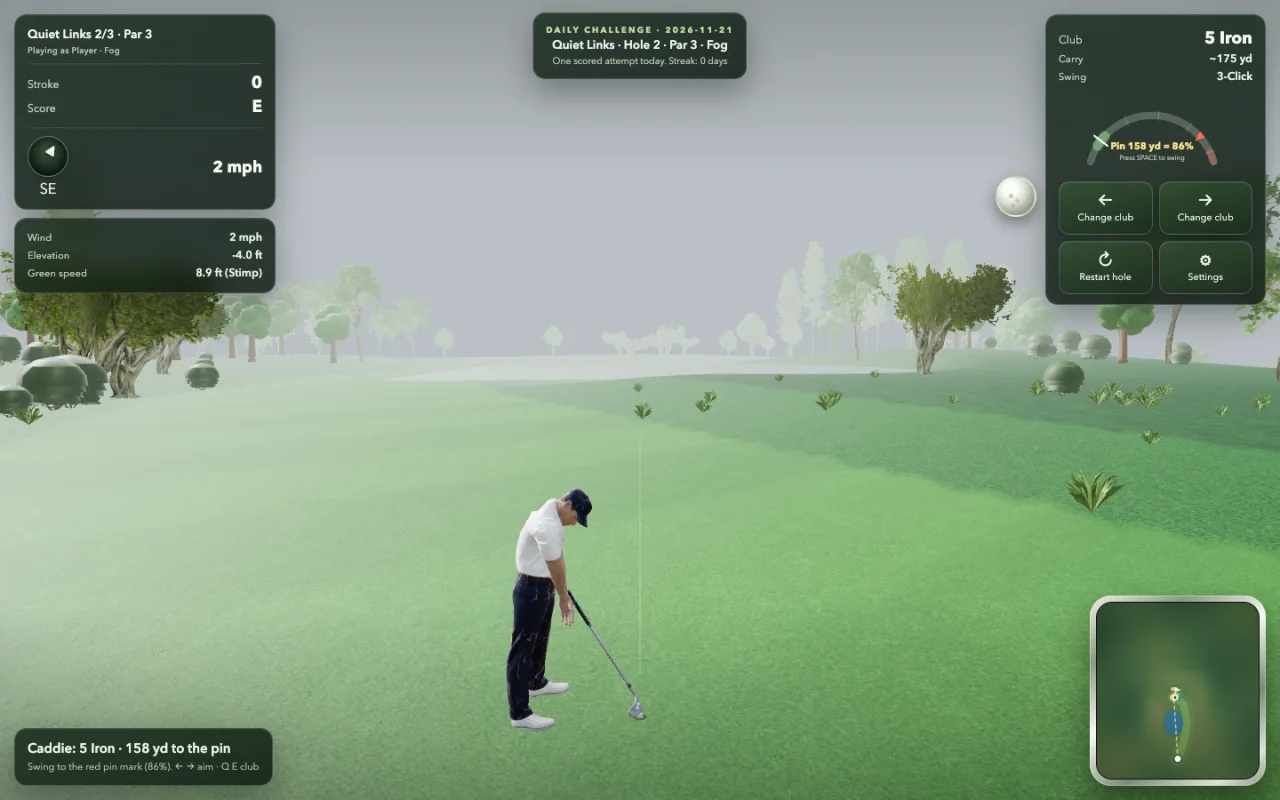 Quiet Links 2/3 · Par 3
Playing as Player · Fog
Stroke 0
Score E
SE 2 mph
Wind 2 mph
Elevation -4.0 ft
Green speed 8.9 ft (Stimp)
DAILY CHALLENGE · 2026-11-21
Quiet Links · Hole 2 · Par 3 · Fog
One scored attempt today. Streak: 0 days
Club 5 Iron
Carry ~175 yd
Swing 3-Click
Pin 158 yd = 86%
Press SPACE to swing
← →
Change club Change club
Restart hole Settings
Caddie: 5 Iron · 158 yd to the pin
Swing to the red pin mark (86%). ← → aim · Q E club